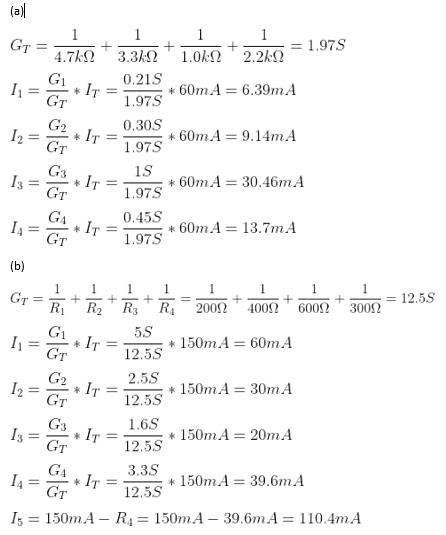 (a)
G_T = 1/4.7kΩ + 1/3.3kΩ + 1/1.0kΩ + 1/2.2kΩ = 1.97S
I_1 = G_1/G_T * I_T = 0.21S/1.97S * 60mA = 6.39mA
I_2 = G_2/G_T * I_T = 0.30S/1.97S * 60mA = 9.14mA
I_3 = G_3/G_T * I_T = 1S/1.97S * 60mA = 30.46mA
I_4 = G_4/G_T * I_T = 0.45S/1.97S * 60mA = 13.7mA
(b)
G_T = 1/R_1 + 1/R_2 + 1/R_3 + 1/R_4 = 1/200Ω + 1/400Ω + 1/600Ω + 1/300Ω = 12.5S
I_1 = G_1/G_T * I_T = 5S/12.5S * 150mA = 60mA
I_2 = G_2/G_T * I_T = 2.5S/12.5S * 150mA = 30mA
I_3 = G_3/G_T * I_T = 1.6S/12.5S * 150mA = 20mA
I_4 = G_4/G_T * I_T = 3.3S/12.5S * 150mA = 39.6mA
I_5 = 150mA − R_4 = 150mA − 39.6mA = 110.4mA